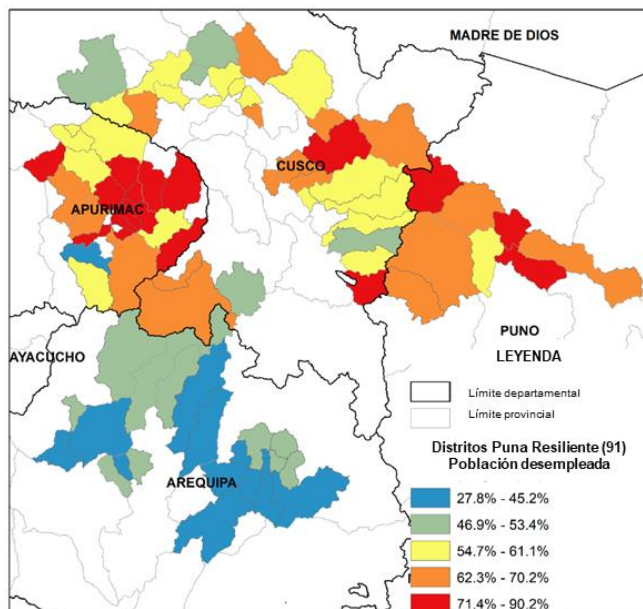 MADRE DE DIOS
CUSCO
APURIMAC
PUNO
AYACUCHO
LEYENDA
Límite departamental
Límite provincial
AREQUIPA
Distritos Puna Resiliente (91)
Población desempleada
27.8% - 45.2%
46.9% - 53.4%
54.7% - 61.1%
62.3% - 70.2%
71.4% - 90.2%